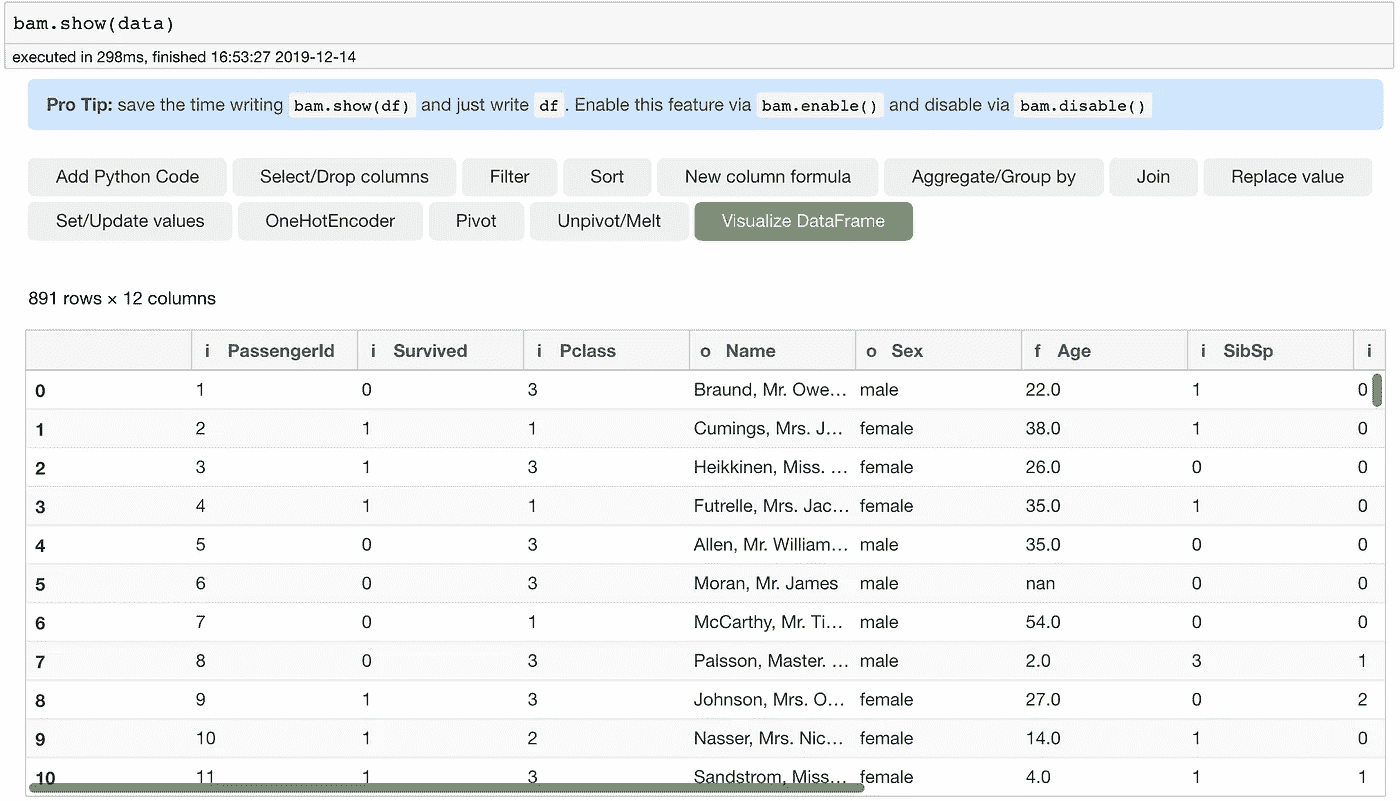 bam.show(data)
executed in 298ms, finished 16:53:27 2019-12-14
Pro Tip: save the time writing bam.show(df) and just write df . Enable this feature via bam.enable() and disable via bam.disable()
Add Python Code Select/Drop columns Filter Sort New column formula Aggregate/Group by Join Replace value
Set/Update values OneHotEncoder Pivot Unpivot/Melt Visualize DataFrame
891 rows × 12 columns
i PassengerId i Survived i Pclass o Name o Sex f Age i SibSp i
0 1 0 3 Braund, Mr. Owe... male 22.0 1 0
1 2 1 1 Cumings, Mrs. J... female 38.0 1 0
2 3 1 3 Heikkinen, Miss. ... female 26.0 0 0
3 4 1 1 Futrelle, Mrs. Jac... female 35.0 1 0
4 5 0 3 Allen, Mr. William... male 35.0 0 0
5 6 0 3 Moran, Mr. James male nan 0 0
6 7 0 1 McCarthy, Mr. Ti... male 54.0 0 0
7 8 0 3 Palsson, Master. ... male 2.0 3 1
8 9 1 3 Johnson, Mrs. O... female 27.0 0 2
9 10 1 2 Nasser, Mrs. Nic... female 14.0 1 0
10 11 1 3 Sandstrom, Miss... female 4.0 1 1